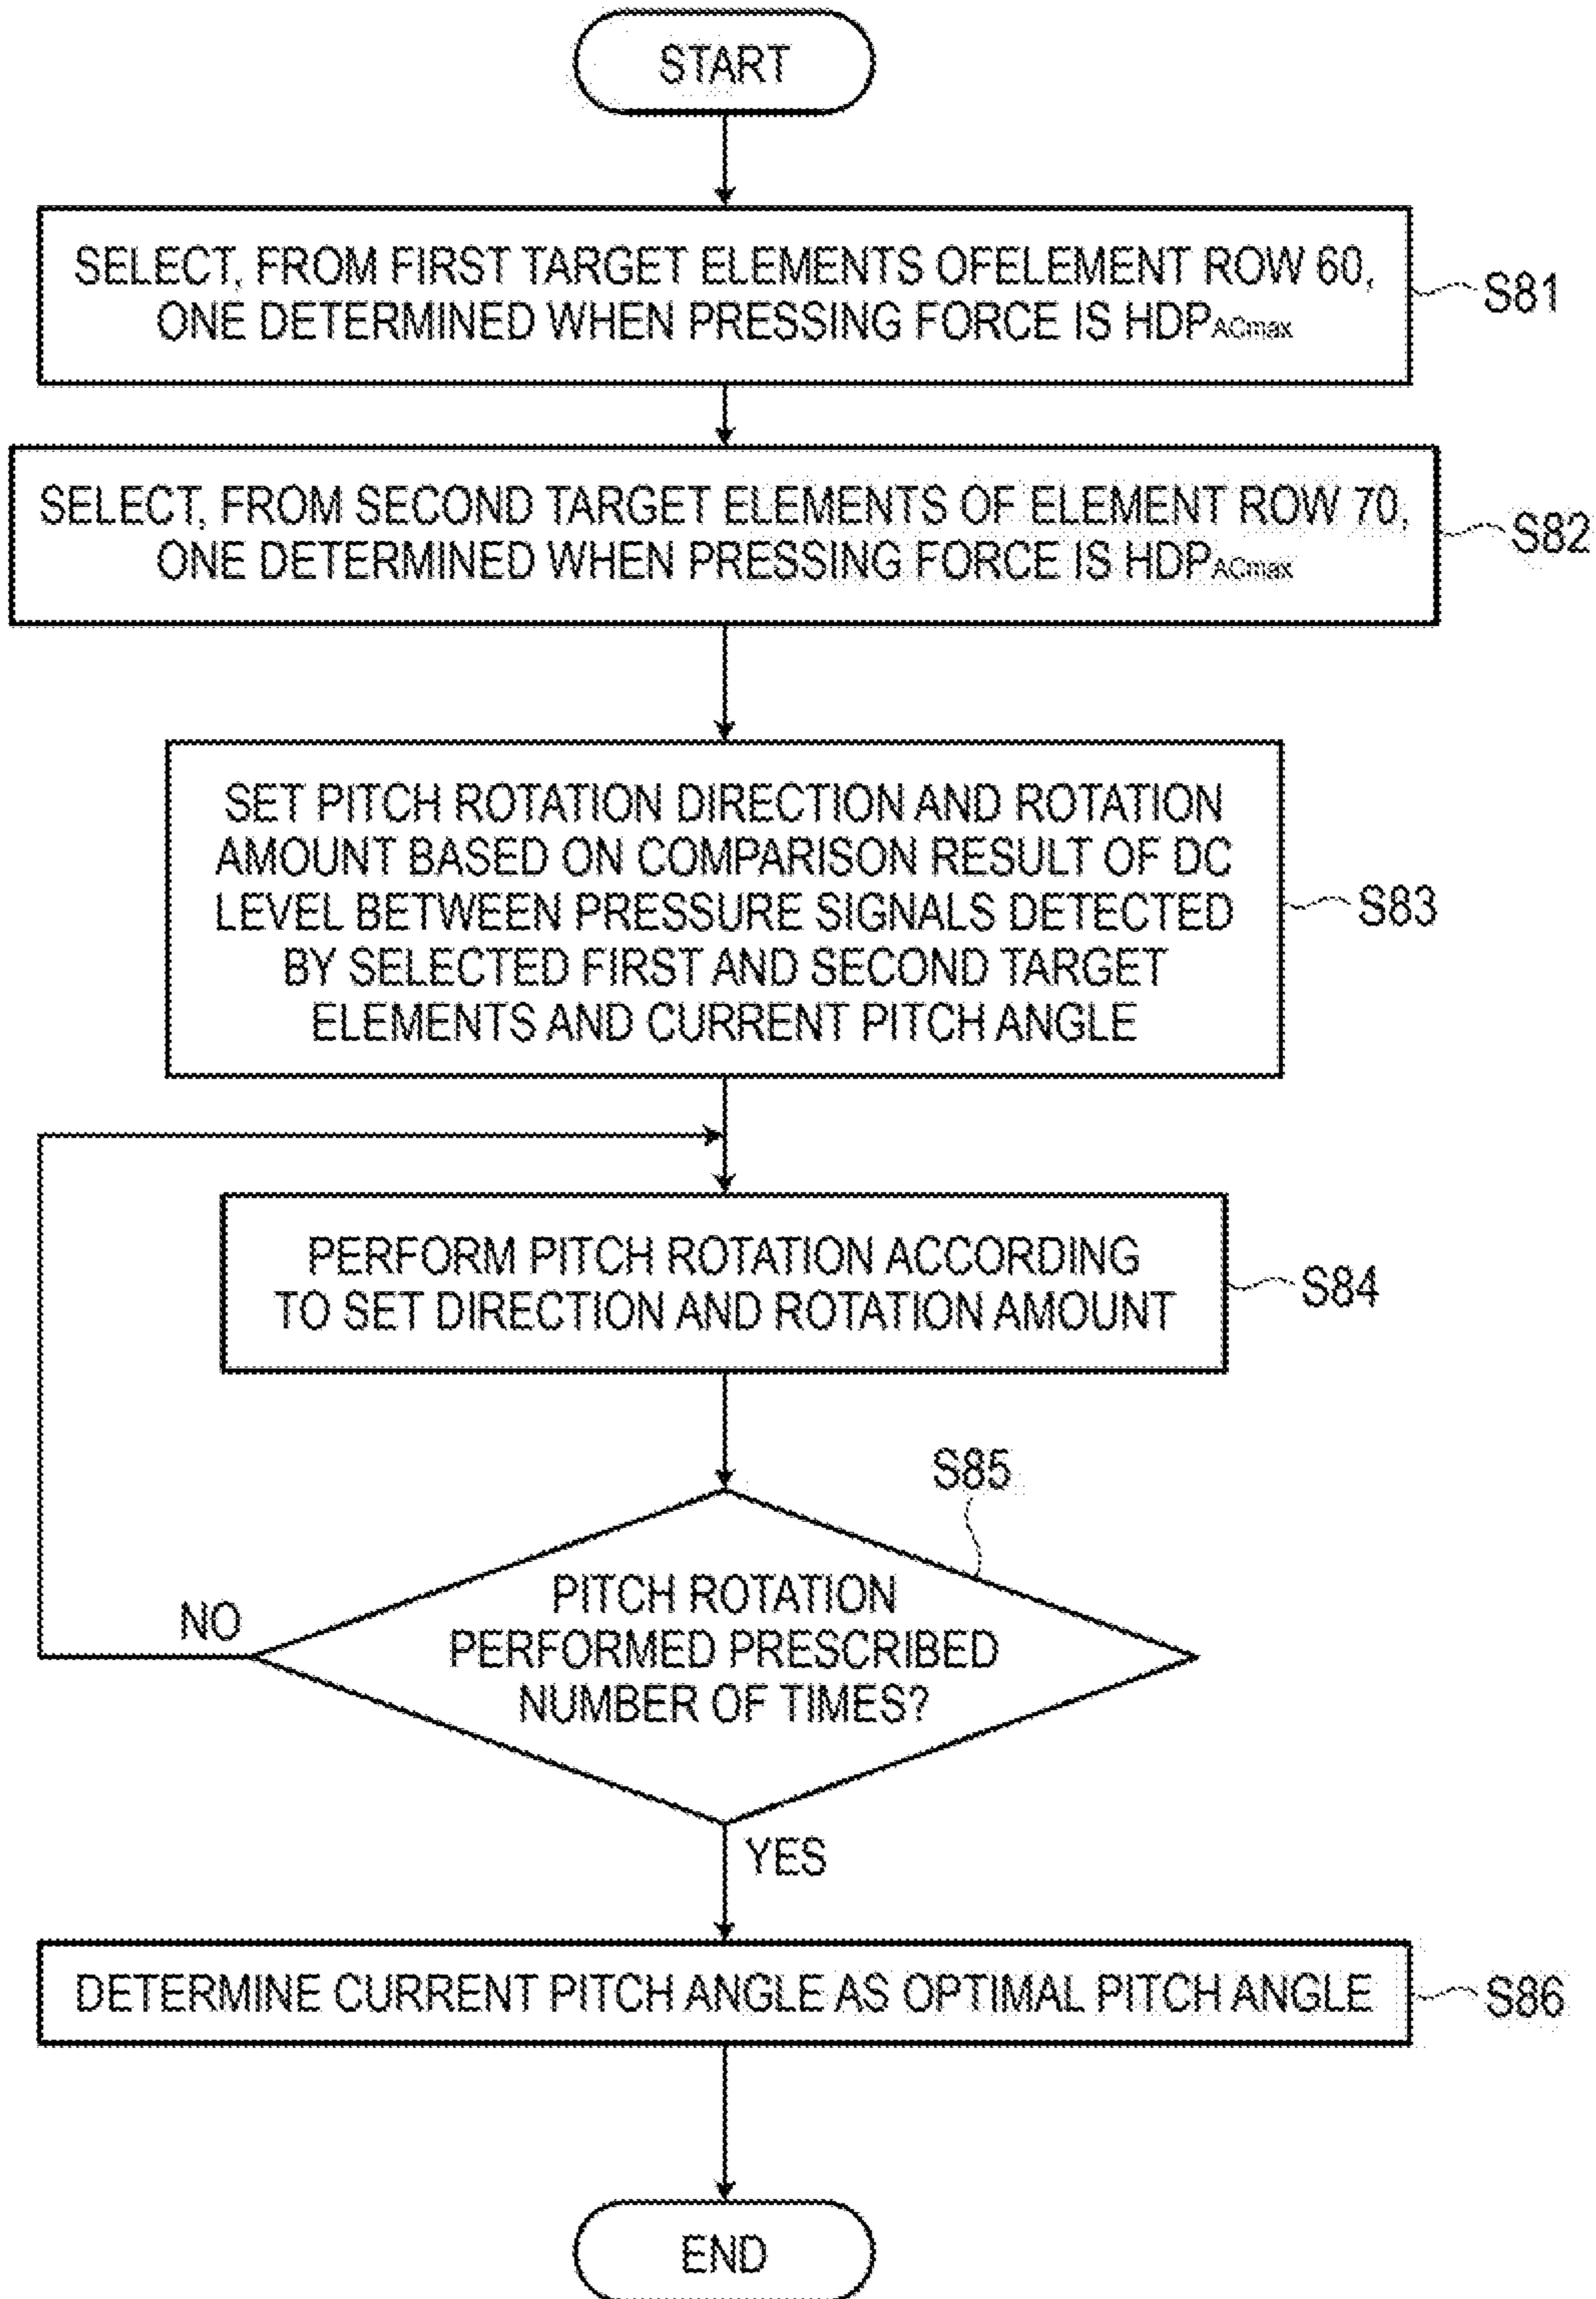 START
SELECT, FROM FIRST TARGET ELEMENTS OFELEMENT ROW 60,
ONE DETERMINED WHEN PRESSING FORCE IS HDPACmax
S81
SELECT, FROM SECOND TARGET ELEMENTS OF ELEMENT ROW 70,
ONE DETERMINED WHEN PRESSING FORCE IS HDPACmax
S82
SET PITCH ROTATION DIRECTION AND ROTATION
AMOUNT BASED ON COMPARISON RESULT OF DC
LEVEL BETWEEN PRESSURE SIGNALS DETECTED
BY SELECTED FIRST AND SECOND TARGET
ELEMENTS AND CURRENT PITCH ANGLE
S83
PERFORM PITCH ROTATION ACCORDING
TO SET DIRECTION AND ROTATION AMOUNT
S84
S85
PITCH ROTATION
PERFORMED PRESCRIBED
NUMBER OF TIMES?
NO
YES
DETERMINE CURRENT PITCH ANGLE AS OPTIMAL PITCH ANGLE
S86
END